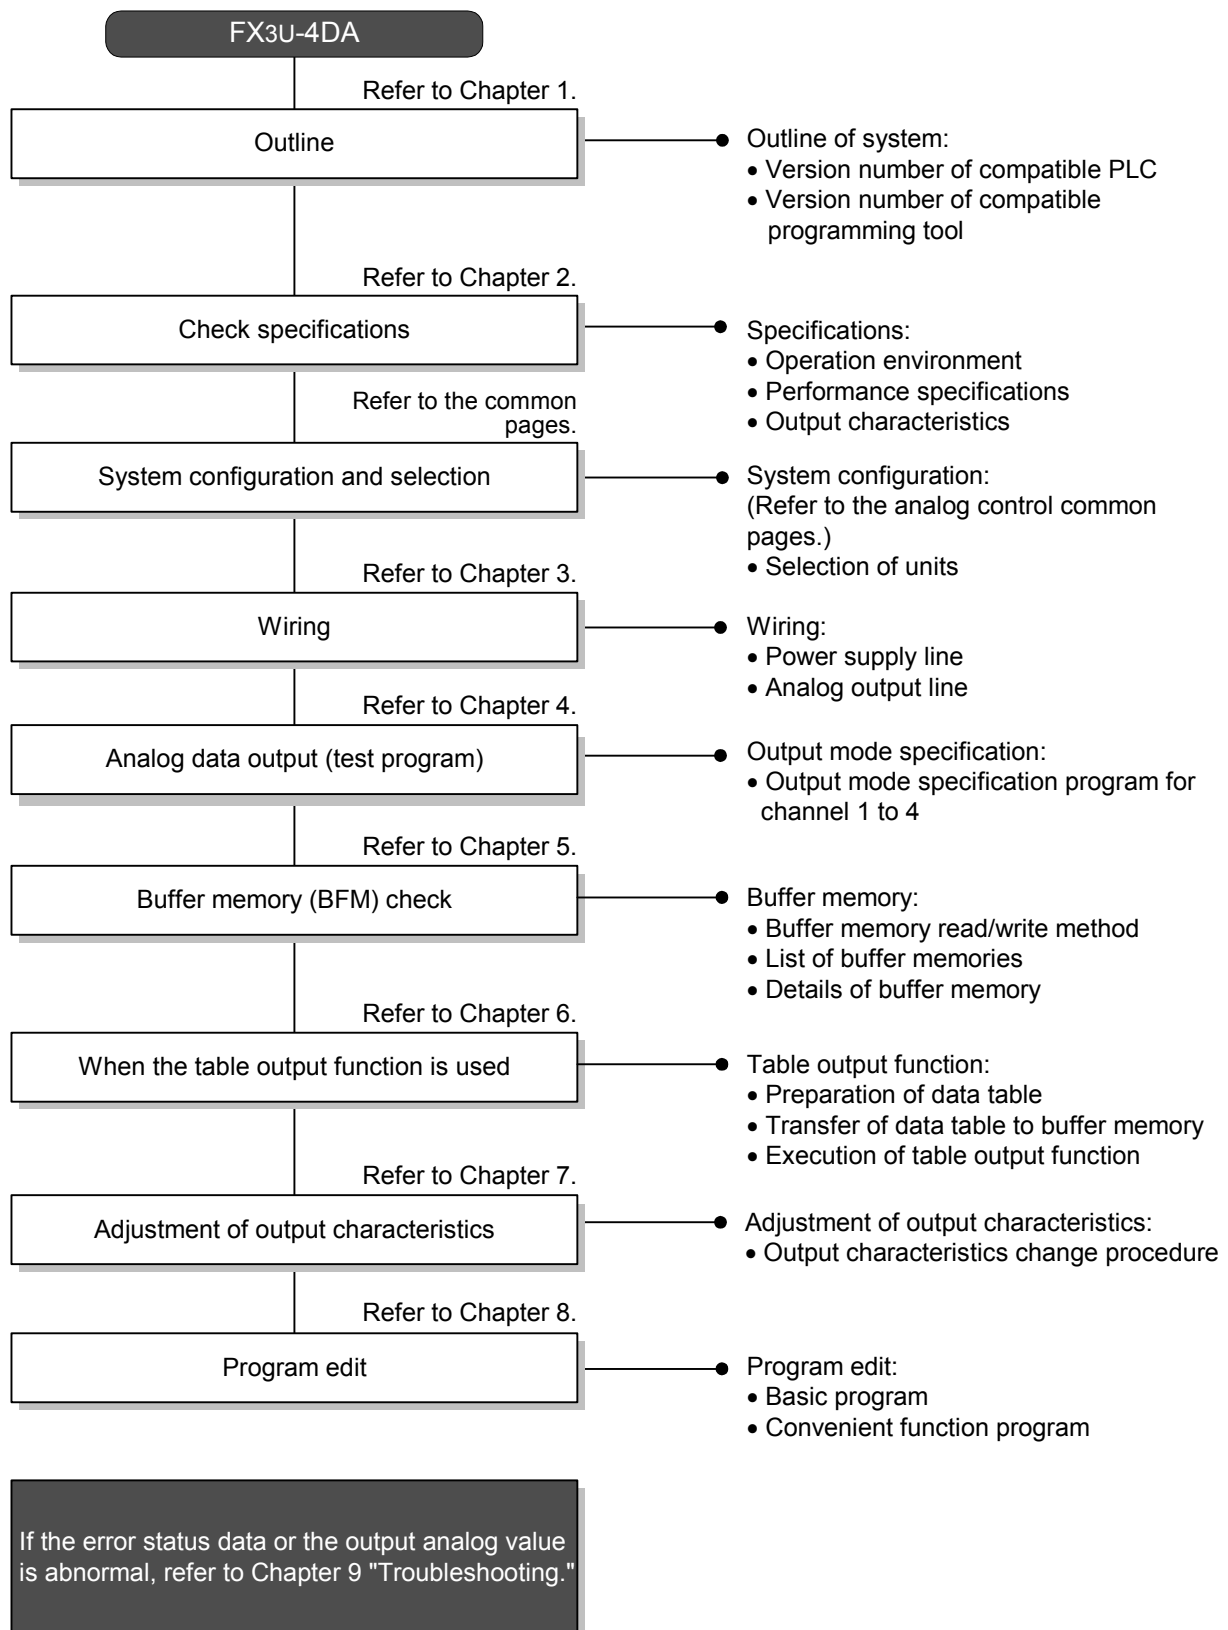 FX3U-4DA
Refer to Chapter 1.
Outline
Outline of system:
• Version number of compatible PLC
• Version number of compatible
programming tool
Refer to Chapter 2.
Check specifications
Specifications:
• Operation environment
• Performance specifications
• Output characteristics
Refer to the common
pages.
System configuration and selection
System configuration:
(Refer to the analog control common
pages.)
• Selection of units
Refer to Chapter 3.
Wiring
Wiring:
• Power supply line
• Analog output line
Refer to Chapter 4.
Analog data output (test program)
Output mode specification:
• Output mode specification program for
channel 1 to 4
Refer to Chapter 5.
Buffer memory (BFM) check
Buffer memory:
• Buffer memory read/write method
• List of buffer memories
• Details of buffer memory
Refer to Chapter 6.
When the table output function is used
Table output function:
• Preparation of data table
• Transfer of data table to buffer memory
• Execution of table output function
Refer to Chapter 7.
Adjustment of output characteristics
Adjustment of output characteristics:
• Output characteristics change procedure
Refer to Chapter 8.
Program edit
Program edit:
• Basic program
• Convenient function program
If the error status data or the output analog value
is abnormal, refer to Chapter 9 "Troubleshooting."